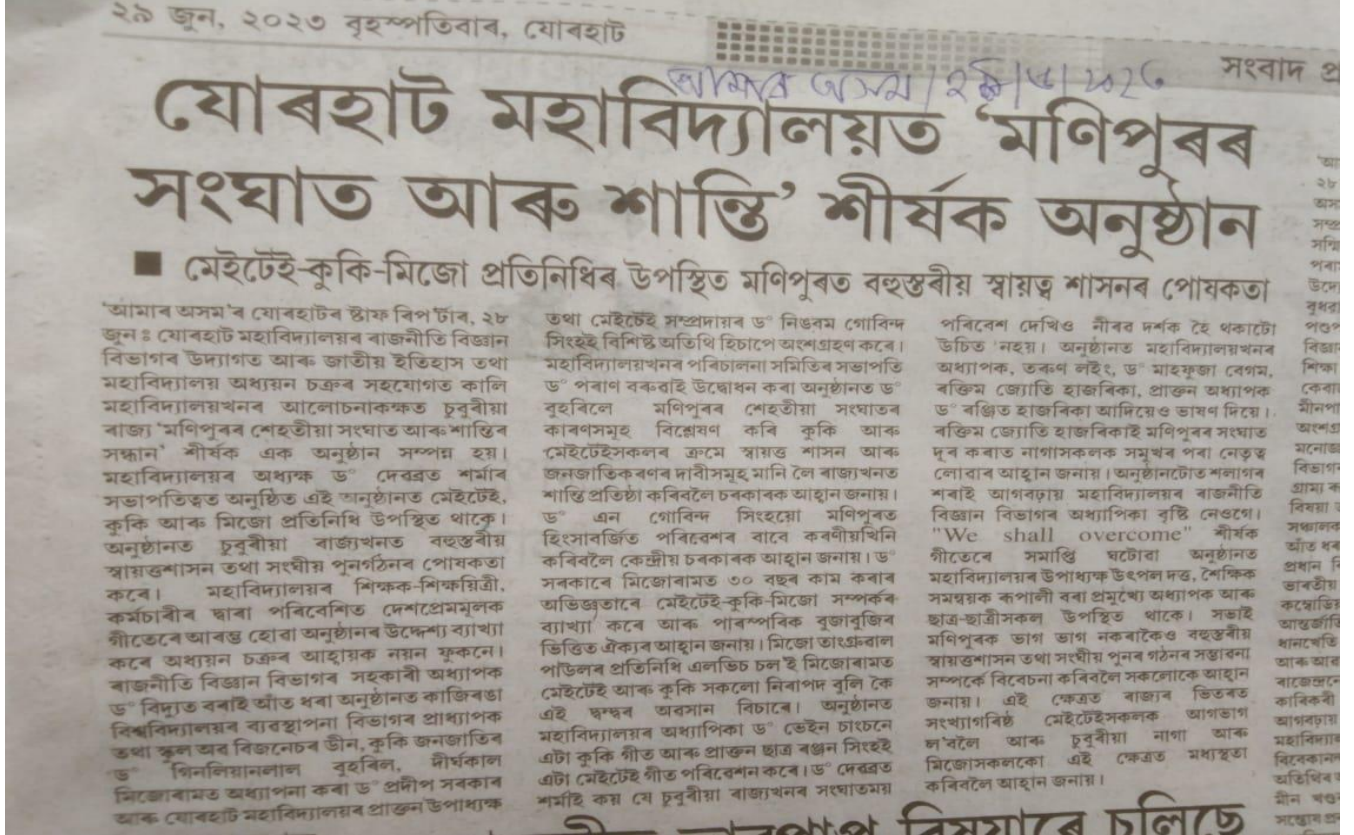 ২৯ জুন, ২০২৩ বৃহস্পতিবাৰ, যোৰহাট
সংবাদ প্ৰ
আমাৰ অসম | ২৯|৬|২০২৩
যোৰহাট মহাবিদ্যালয়ত ‘মণিপুৰৰ
সংঘাত আৰু শান্তি’ শীৰ্ষক অনুষ্ঠান
■ মেইটেই-কুকি-মিজো প্ৰতিনিধিৰ উপস্থিত মণিপুৰত বহুস্তৰীয় স্বায়ত্ব শাসনৰ পোষকতা
‘আমাৰ অসম’ৰ যোৰহাটৰ ষ্টাফ ৰিপ’ৰ্টাৰ, ২৮
জুন ঃ যোৰহাট মহাবিদ্যালয়ৰ ৰাজনীতি বিজ্ঞান
বিভাগৰ উদ্যোগত আৰু জাতীয় ইতিহাস তথা
মহাবিদ্যালয় অধ্যয়ন চক্ৰৰ সহযোগত কালি
মহাবিদ্যালয়খনৰ আলোচনাকক্ষত চুবুৰীয়া
ৰাজ্য ‘মণিপুৰৰ শেহতীয়া সংঘাত আৰু শান্তিৰ
সন্ধান’ শীৰ্ষক এক অনুষ্ঠান সম্পন্ন হয়।
মহাবিদ্যালয়ৰ অধ্যক্ষ ড° দেৱব্ৰত শৰ্মাৰ
সভাপতিত্বত অনুষ্ঠিত এই অনুষ্ঠানত মেইটেই,
কুকি আৰু মিজো প্ৰতিনিধি উপস্থিত থাকে।
অনুষ্ঠানত চুবুৰীয়া ৰাজ্যখনত বহুস্তৰীয়
স্বায়ত্তশাসন তথা সংঘীয় পুনৰ্গঠনৰ পোষকতা
কৰে। মহাবিদ্যালয়ৰ শিক্ষক-শিক্ষয়িত্ৰী,
কৰ্মচাৰীৰ দ্বাৰা পৰিবেশিত দেশপ্ৰেমমূলক
গীতেৰে আৰম্ভ হোৱা অনুষ্ঠানৰ উদ্দেশ্য ব্যাখ্যা
কৰে অধ্যয়ন চক্ৰৰ আহ্বায়ক নয়ন ফুকনে।
ৰাজনীতি বিজ্ঞান বিভাগৰ সহকাৰী অধ্যাপক
ড° বিদ্যুত বৰাই আঁত ধৰা অনুষ্ঠানত কাজিৰঙা
বিশ্ববিদ্যালয়ৰ ব্যৱস্থাপনা বিভাগৰ প্ৰাধ্যাপক
তথা স্কুল অৱ বিজনেচৰ ডীন, কুকি জনজাতিৰ
ড° গিনলিয়ানলাল বুহৰিল, দীৰ্ঘকাল
মিজোৰামত অধ্যাপনা কৰা ড° প্ৰদীপ সৰকাৰ
আৰু যোৰহাট মহাবিদ্যালয়ৰ প্ৰাক্তন উপাধ্যক্ষ
তথা মেইটেই সম্প্ৰদায়ৰ ড° নিঙৰম গোবিন্দ
সিংহই বিশিষ্ট অতিথি হিচাপে অংশগ্ৰহণ কৰে।
মহাবিদ্যালয়খনৰ পৰিচালনা সমিতিৰ সভাপতি
ড° পৰাণ বৰুৱাই উদ্বোধন কৰা অনুষ্ঠানত ড°
বুহৰিলে মণিপুৰৰ শেহতীয়া সংঘাতৰ
কাৰণসমূহ বিশ্লেষণ কৰি কুকি আৰু
মেইটেইসকলৰ ক্ৰমে স্বায়ত্ত শাসন আৰু
জনজাতিকৰণৰ দাবীসমূহ মানি লৈ ৰাজ্যখনত
শান্তি প্ৰতিষ্ঠা কৰিবলৈ চৰকাৰক আহ্বান জনায়।
ড° এন গোবিন্দ সিংহয়ো মণিপুৰত
হিংসাবৰ্জিত পৰিবেশৰ বাবে কৰণীয়খিনি
কৰিবলৈ কেন্দ্ৰীয় চৰকাৰক আহ্বান জনায়। ড°
সৰকাৰে মিজোৰামত ৩০ বছৰ কাম কৰাৰ
অভিজ্ঞতাৰে মেইটেই-কুকি-মিজো সম্পৰ্কৰ
ব্যাখ্যা কৰে আৰু পাৰস্পৰিক বুজাবুজিৰ
ভিত্তিত ঐক্যৰ আহ্বান জনায়। মিজো তাংগ্ৰুৱাল
পডিলৰ প্ৰতিনিধি এলভিচ চল ই মিজোৰামত
মেইটেই আৰু কুকি সকলো নিৰাপদ বুলি কৈ
এই দ্বন্দ্বৰ অৱসান বিচাৰে। অনুষ্ঠানত
মহাবিদ্যালয়ৰ অধ্যাপিকা ড° ভেইন চাংচনে
এটা কুকি গীত আৰু প্ৰাক্তন ছাত্ৰ ৰঞ্জন সিংহই
এটা মেইটেই গীত পৰিবেশন কৰে। ড° দেৱব্ৰত
শৰ্মাই কয় যে চুবুৰীয়া ৰাজ্যখনৰ সংঘাতময়
পৰিবেশ দেখিও নীৰৱ দৰ্শক হৈ থকাটো
উচিত নহয়। অনুষ্ঠানত মহাবিদ্যালয়খনৰ
অধ্যাপক, তৰুণ লইং, ড° মাহফুজা বেগম,
ৰক্তিম জ্যোতি হাজৰিকা, প্ৰাক্তন অধ্যাপক
ড° ৰঞ্জিত হাজৰিকা আদিয়েও ভাষণ দিয়ে।
ৰক্তিম জ্যোতি হাজৰিকাই মণিপুৰৰ সংঘাত
দূৰ কৰাত নাগাসকলক সমুখৰ পৰা নেতৃত্ব
লোৱাৰ আহ্বান জনায়। অনুষ্ঠানটোত শলাগৰ
শৰাই আগবঢ়ায় মহাবিদ্যালয়ৰ ৰাজনীতি
বিজ্ঞান বিভাগৰ অধ্যাপিকা বৃষ্টি নেওগে।
"We shall overcome" শীৰ্ষক
গীতেৰে সমাপ্তি ঘটোৱা অনুষ্ঠানত
মহাবিদ্যালয়ৰ উপাধ্যক্ষ উৎপল দত্ত, শৈক্ষিক
সমন্বয়ক ৰূপালী বৰা প্ৰমুখ্যে অধ্যাপক আৰু
ছাত্ৰ-ছাত্ৰীসকল উপস্থিত থাকে। সভাই
মণিপুৰক ভাগ ভাগ নকৰাকৈও বহুস্তৰীয়
স্বায়ত্তশাসন তথা সংঘীয় পুনৰ গঠনৰ সম্ভাৱনা
সম্পৰ্কে বিবেচনা কৰিবলৈ সকলোকে আহ্বান
জনায়। এই ক্ষেত্ৰত ৰাজ্যৰ ভিতৰত
সংখ্যাগৰিষ্ঠ মেইটেইসকলক আগভাগ
ল’বলৈ আৰু চুবুৰীয়া নাগা আৰু
মিজোসকলকো এই ক্ষেত্ৰত মধ্যস্থতা
কৰিবলৈ আহ্বান জনায়।